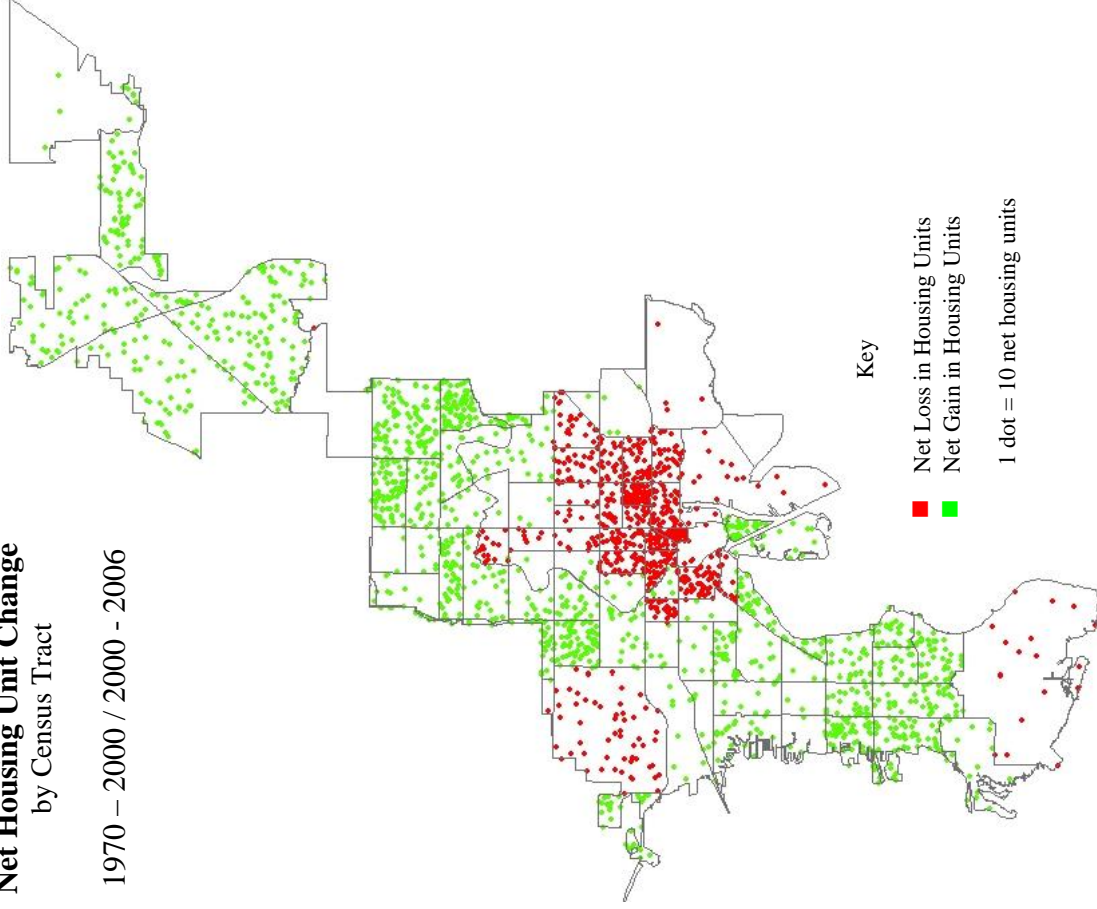 Net Housing Unit Change
by Census Tract
1970 – 2000 / 2000 - 2006
Key
Net Loss in Housing Units
Net Gain in Housing Units
1 dot = 10 net housing units